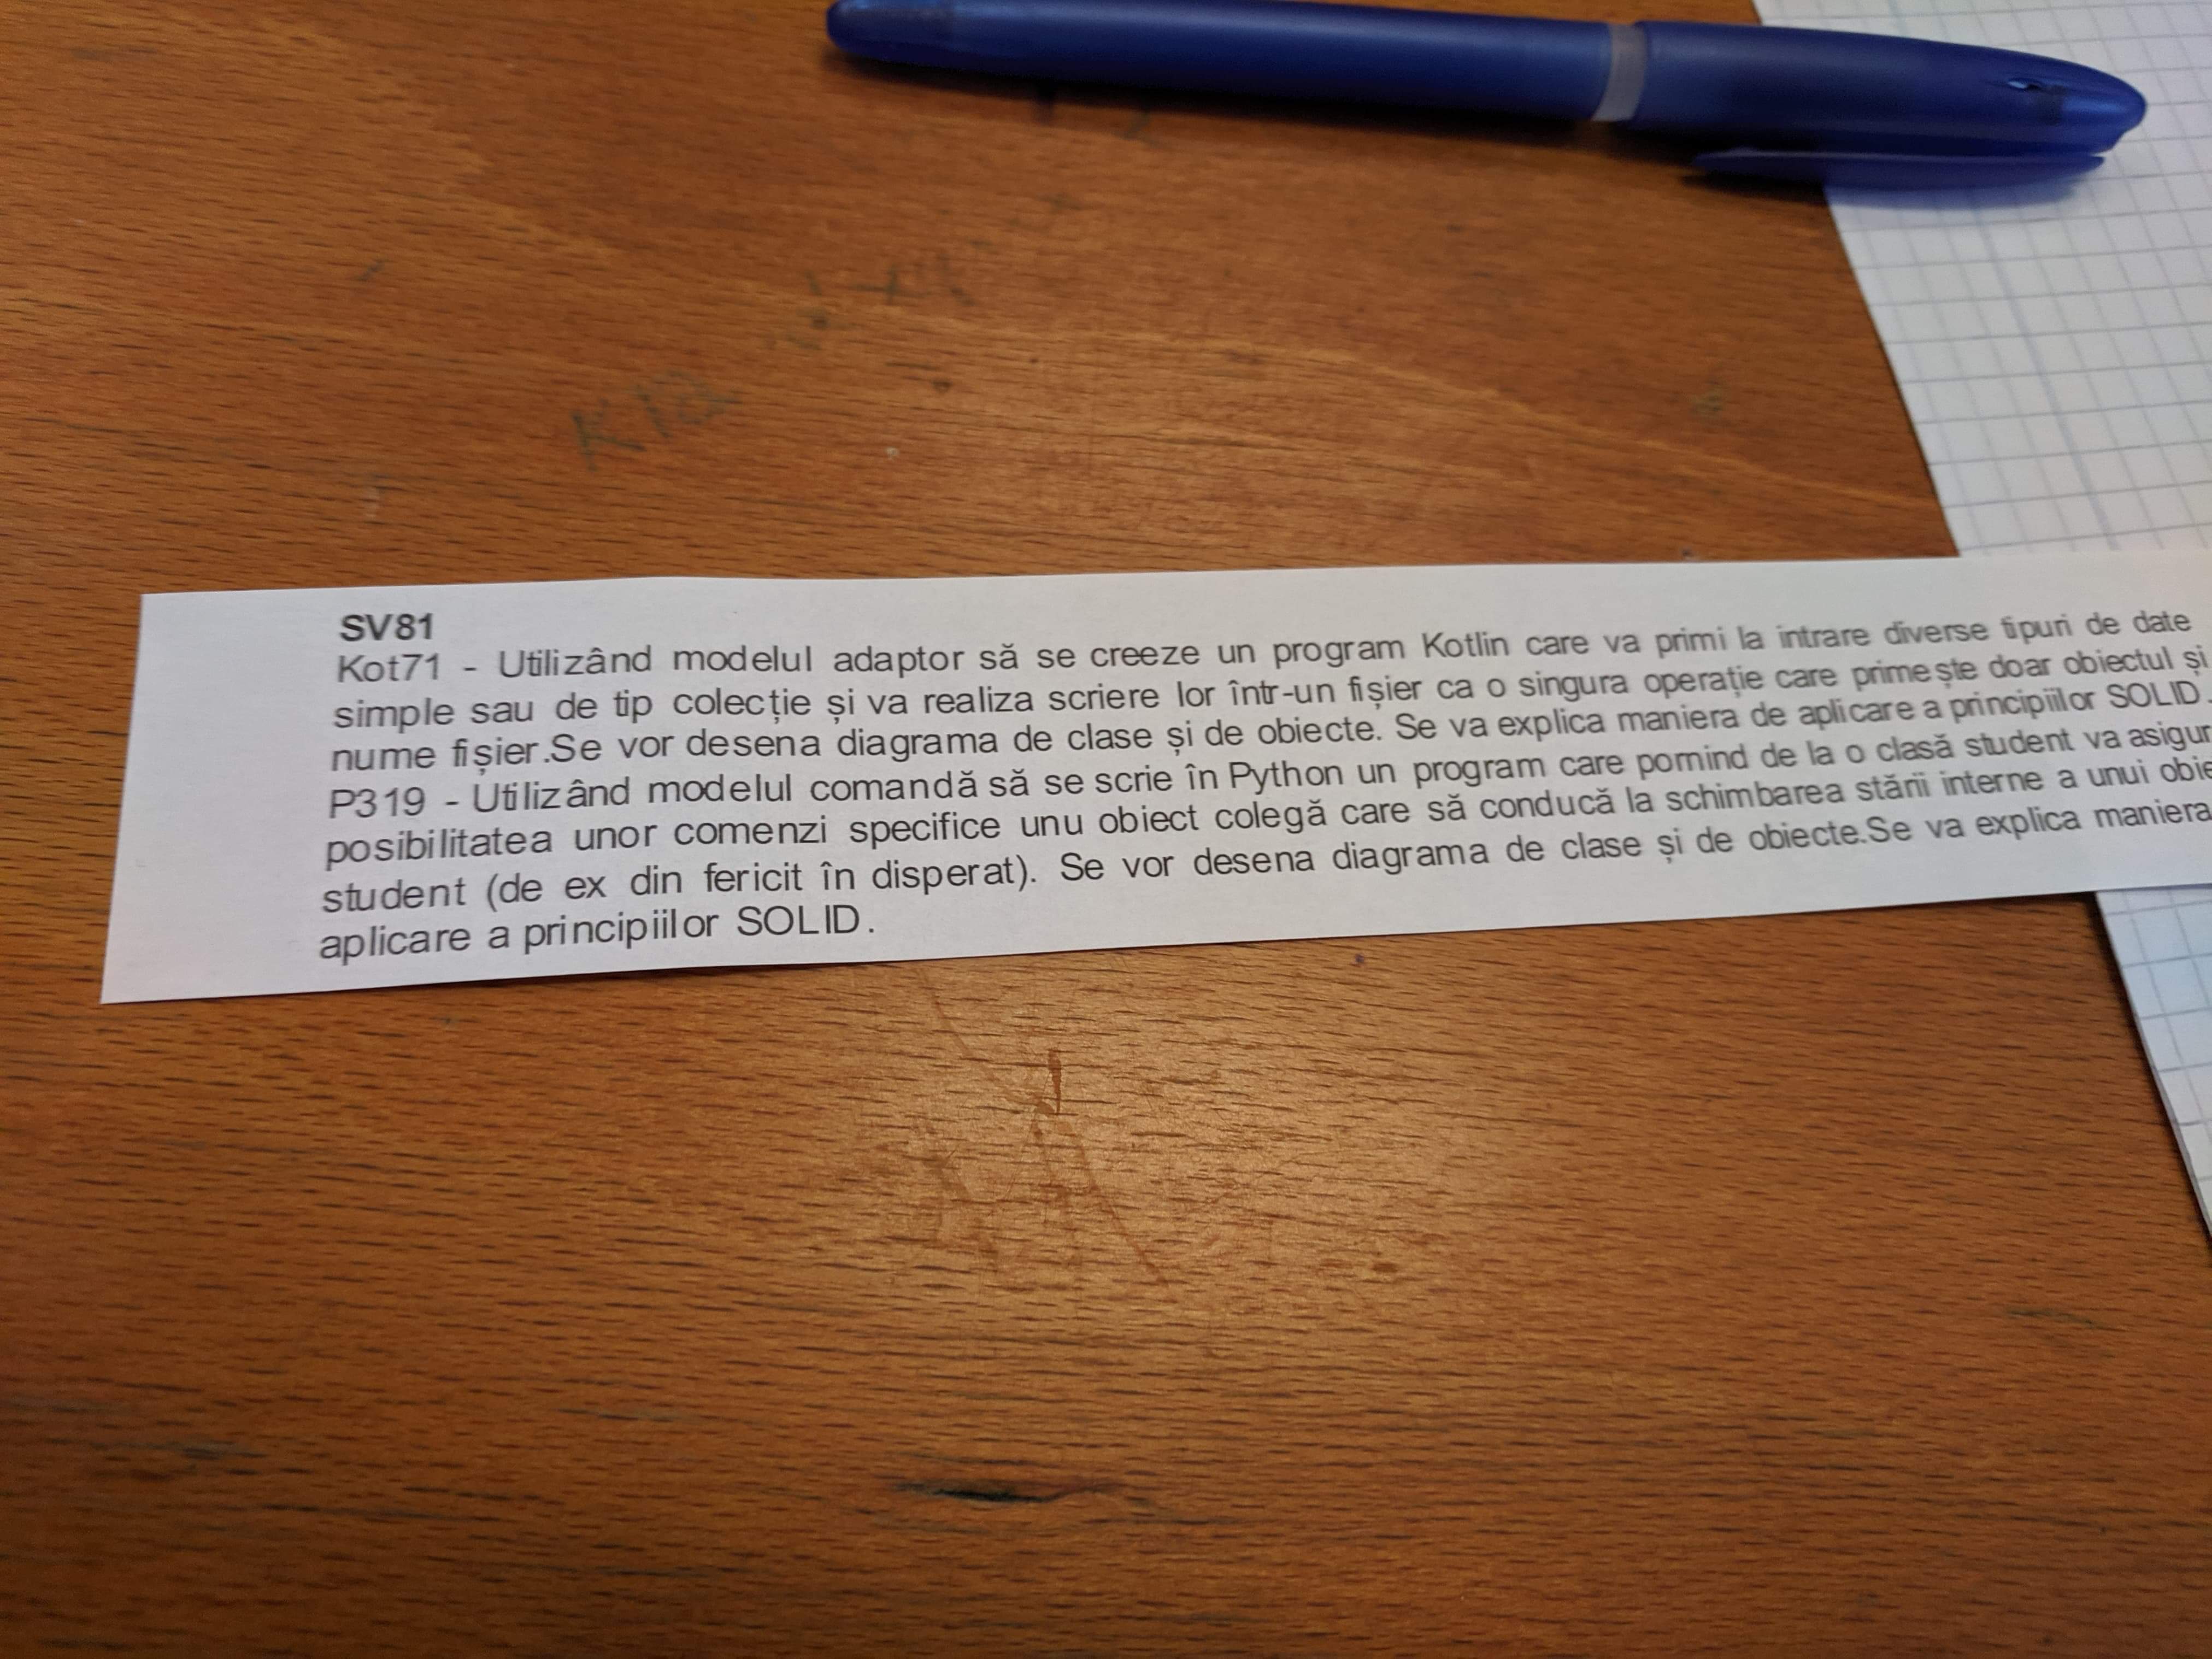 SV81
Kot71 - Utilizând modelul adaptor să se creeze un program Kotlin care va primi la intrare diverse tipuri de date
simple sau de tip colecție și va realiza scriere lor într-un fișier ca o singura operație care primește doar obiectul și
nume fișier.Se vor desena diagrama de clase și de obiecte. Se va explica maniera de aplicare a principiilor SOLID.
P319 - Utilizând modelul comandă să se scrie în Python un program care pornind de la o clasă student va asigur
posibilitatea unor comenzi specifice unu obiect colegă care să conducă la schimbarea stării interne a unui obie
student (de ex din fericit în disperat). Se vor desena diagrama de clase și de obiecte.Se va explica maniera
aplicare a principiilor SOLID.
K12